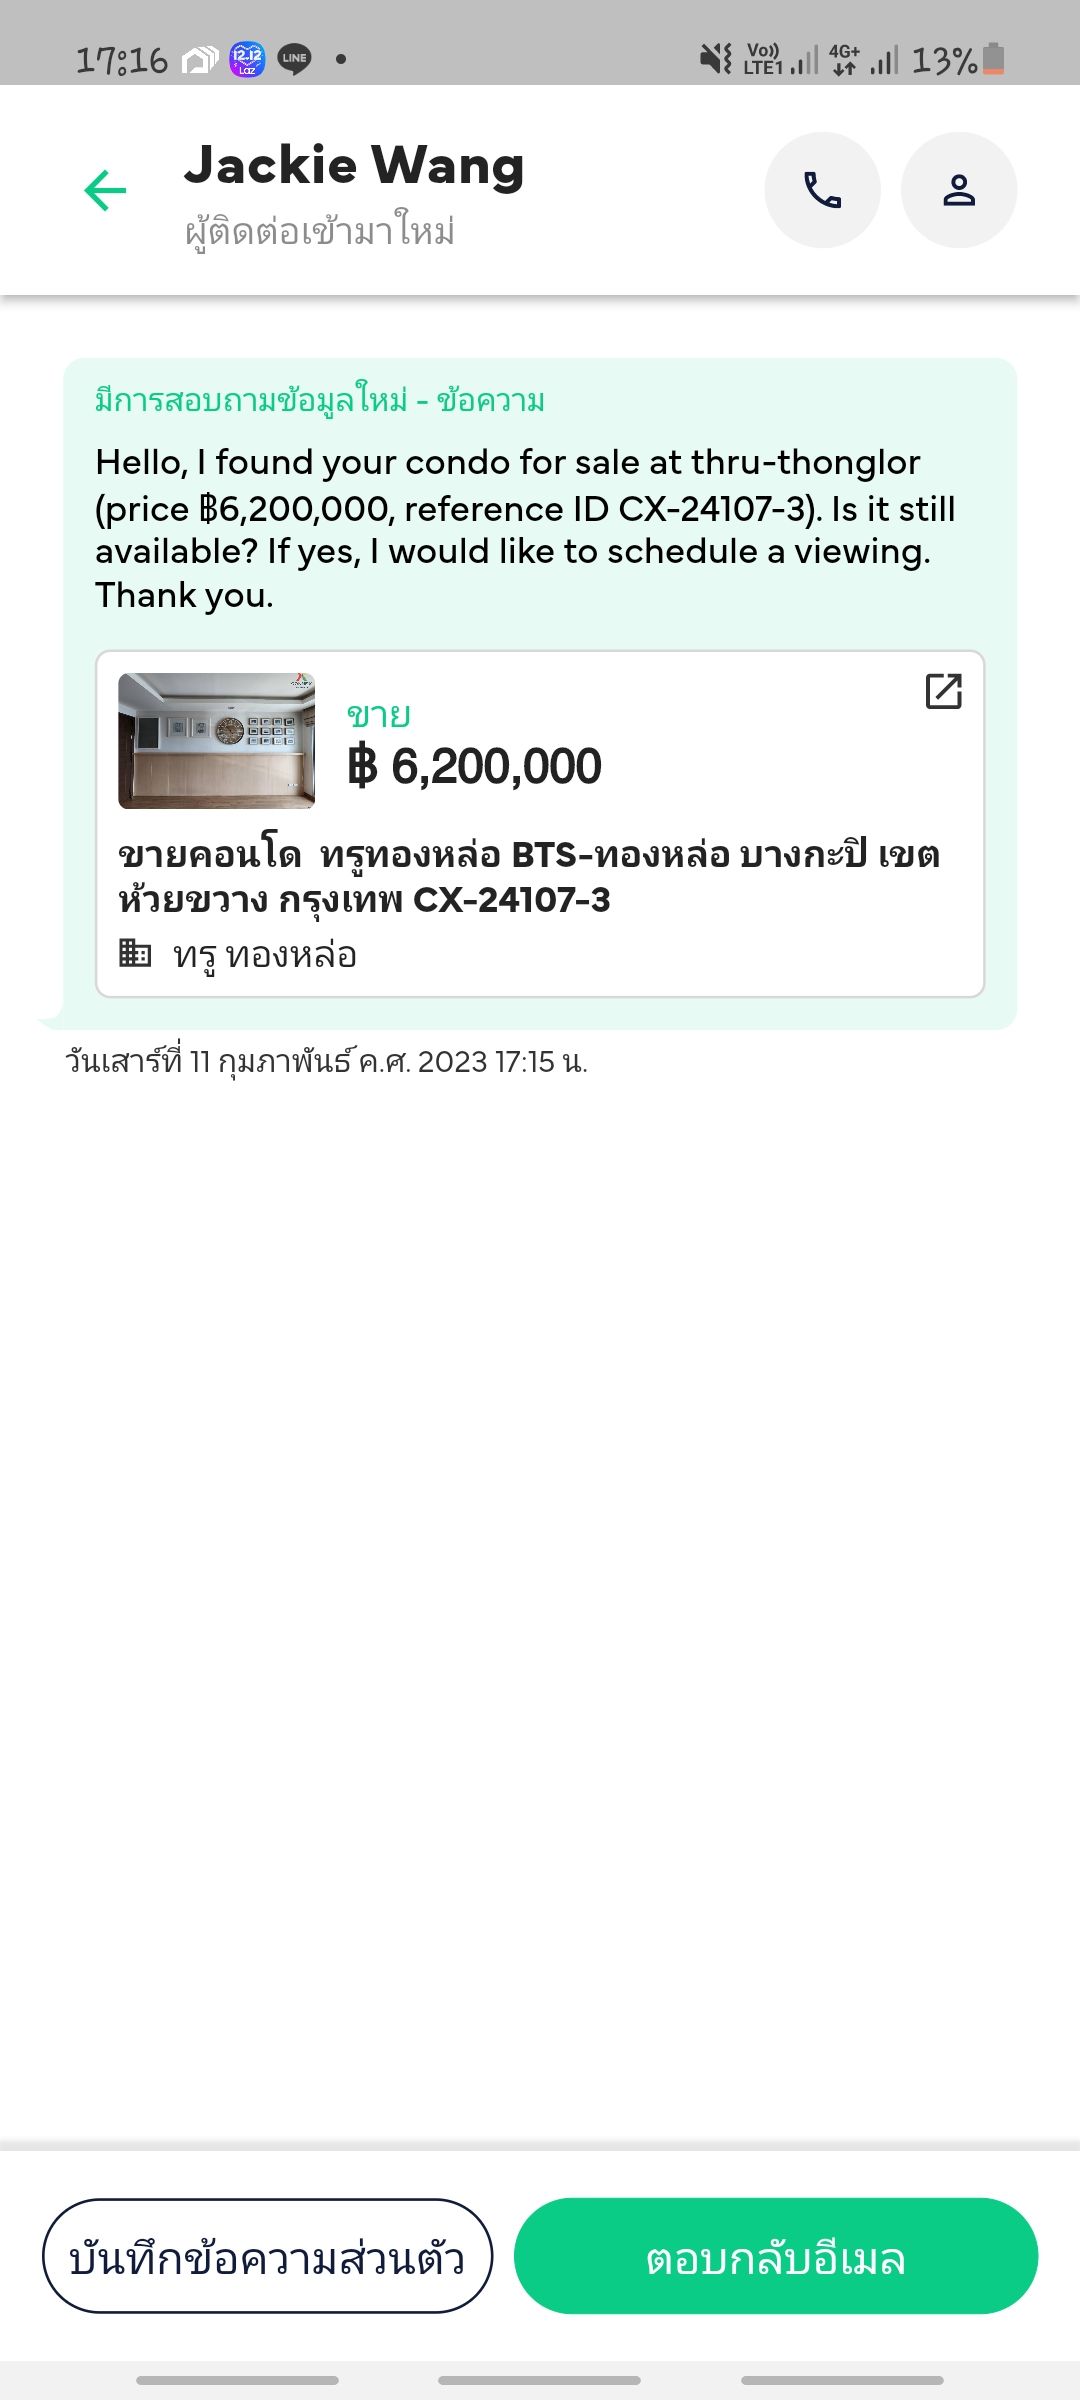 17:16 12.12 Laz LINE Vo)) LTE1 4G+ 13%
Jackie Wang
ผู้ติดต่อเข้ามาใหม่
มีการสอบถามข้อมูลใหม่ - ข้อความ
Hello, I found your condo for sale at thru-thonglor
(price ฿6,200,000, reference ID CX-24107-3). Is it still
available? If yes, I would like to schedule a viewing.
Thank you.
ขาย
฿ 6,200,000
ขายคอนโด  ทรูทองหล่อ BTS-ทองหล่อ บางกะปิ เขต
ห้วยขวาง กรุงเทพ CX-24107-3
ทรู ทองหล่อ
วันเสาร์ที่ 11 กุมภาพันธ์ ค.ศ. 2023 17:15 น.
บันทึกข้อความส่วนตัว
ตอบกลับอีเมล